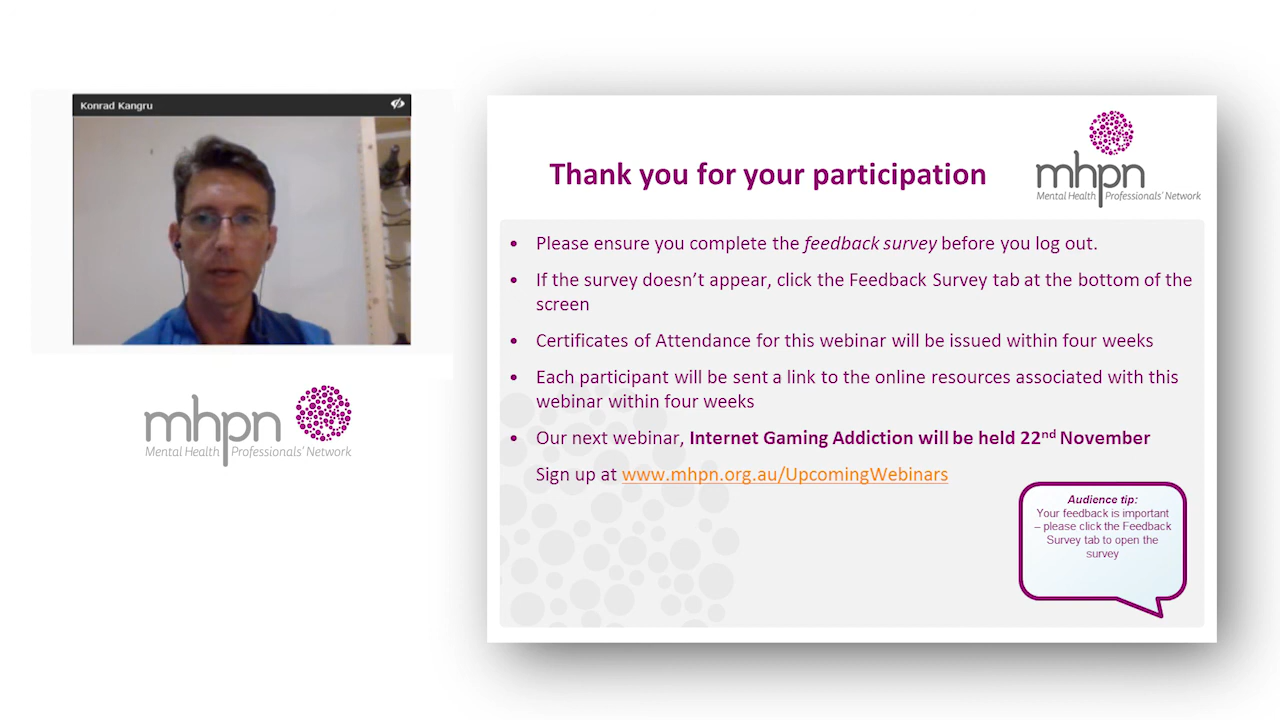 Konrad Kangru
mhpn
Mental Health Professionals' Network
Thank you for your participation
mhpn
Mental Health Professionals' Network
• Please ensure you complete the feedback survey before you log out.
• If the survey doesn't appear, click the Feedback Survey tab at the bottom of the
screen
• Certificates of Attendance for this webinar will be issued within four weeks
• Each participant will be sent a link to the online resources associated with this
webinar within four weeks
• Our next webinar, Internet Gaming Addiction will be held 22nd November
Sign up at www.mhpn.org.au/UpcomingWebinars
Audience tip:
Your feedback is important
– please click the Feedback
Survey tab to open the
survey